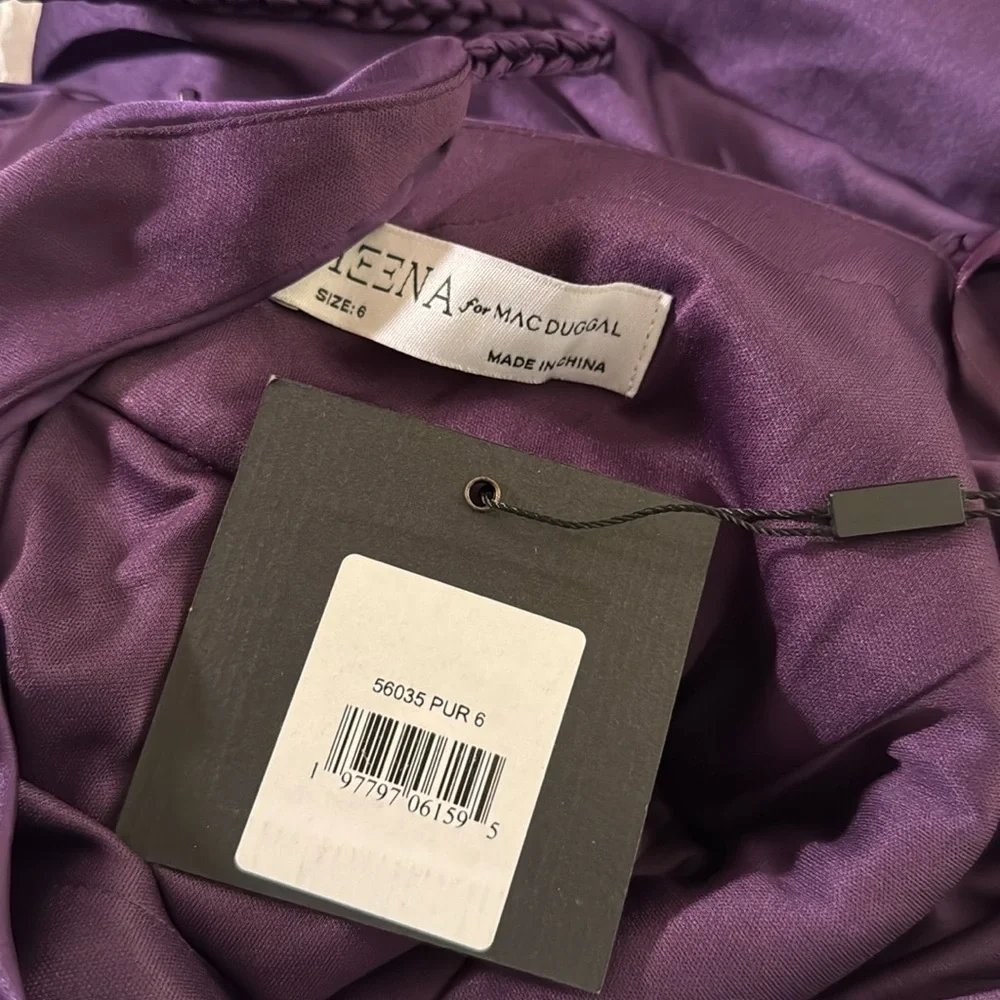 IEENA for MAC DUGGAL
SIZE: 6
MADE IN CHINA
56035 PUR 6
1 97797 06159 5